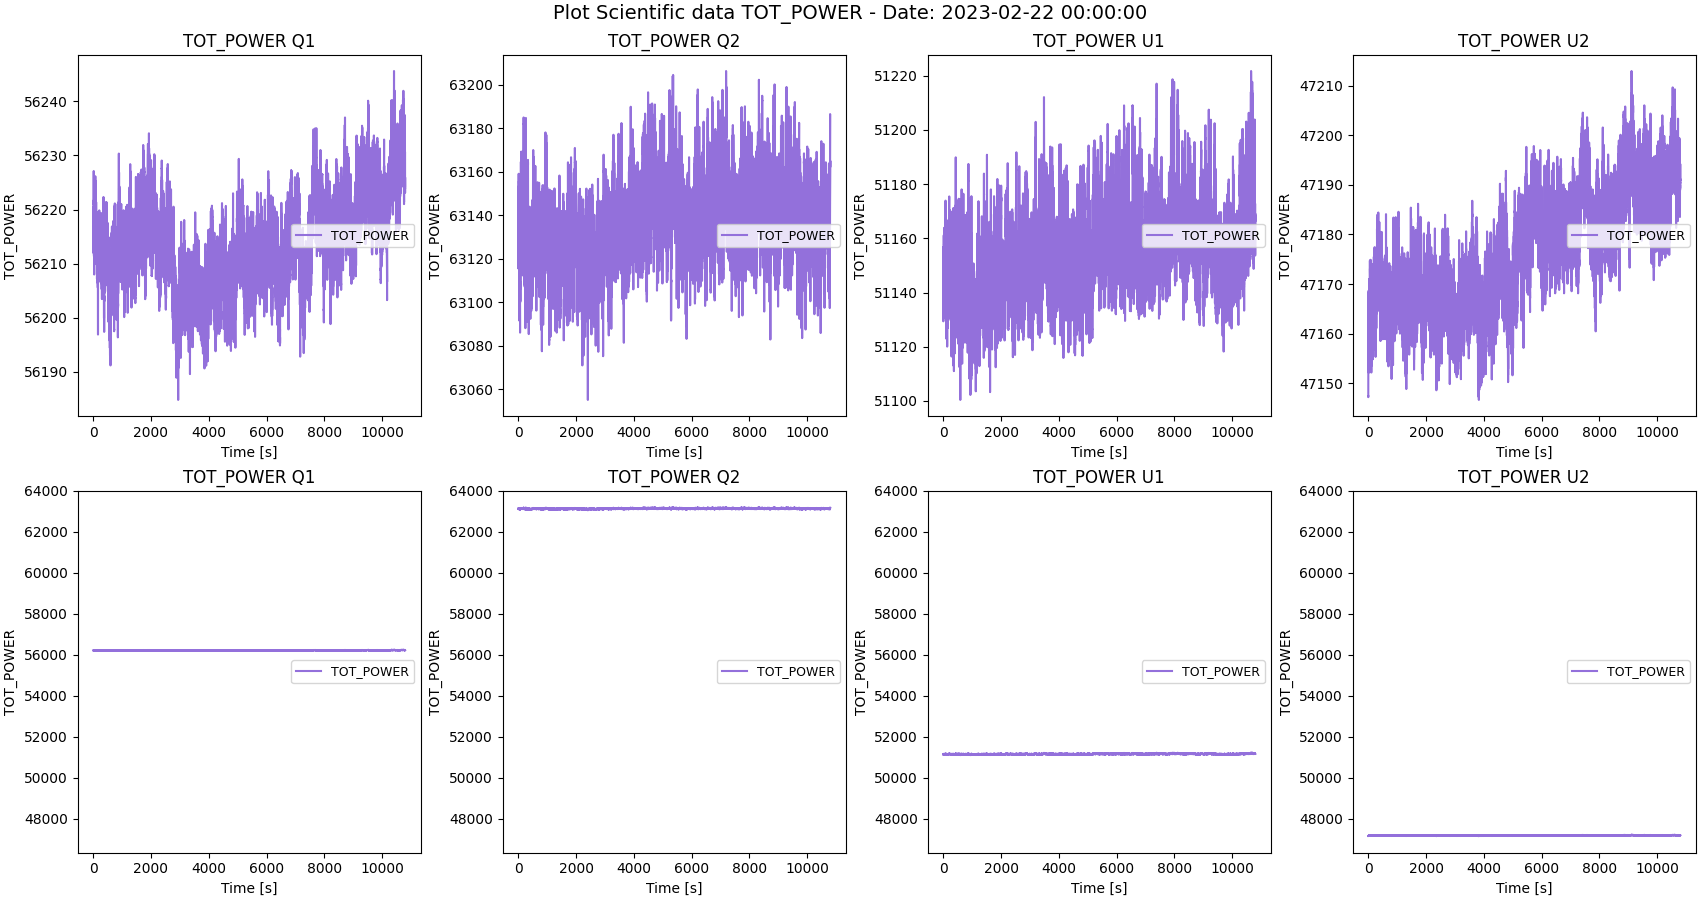 Plot Scientific data TOT_POWER - Date: 2023-02-22 00:00:00
TOT_POWER Q1
TOT_POWER
56240
56230
56220
56210
56200
56190
TOT_POWER
0 2000 4000 6000 8000 10000
Time [s]
TOT_POWER Q2
TOT_POWER
63200
63180
63160
63140
63120
63100
63080
63060
TOT_POWER
0 2000 4000 6000 8000 10000
Time [s]
TOT_POWER U1
TOT_POWER
51220
51200
51180
51160
51140
51120
51100
TOT_POWER
0 2000 4000 6000 8000 10000
Time [s]
TOT_POWER U2
TOT_POWER
47210
47200
47190
47180
47170
47160
47150
TOT_POWER
0 2000 4000 6000 8000 10000
Time [s]
TOT_POWER Q1
TOT_POWER
64000
62000
60000
58000
56000
54000
52000
50000
48000
TOT_POWER
0 2000 4000 6000 8000 10000
Time [s]
TOT_POWER Q2
TOT_POWER
64000
62000
60000
58000
56000
54000
52000
50000
48000
TOT_POWER
0 2000 4000 6000 8000 10000
Time [s]
TOT_POWER U1
TOT_POWER
64000
62000
60000
58000
56000
54000
52000
50000
48000
TOT_POWER
0 2000 4000 6000 8000 10000
Time [s]
TOT_POWER U2
TOT_POWER
64000
62000
60000
58000
56000
54000
52000
50000
48000
TOT_POWER
0 2000 4000 6000 8000 10000
Time [s]